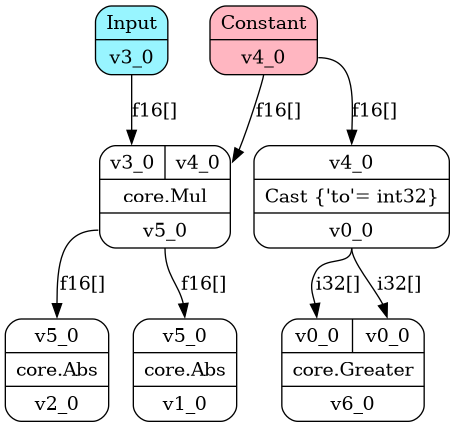 Input
v3_0
Constant
v4_0
f16[]
f16[]
f16[]
v3_0 v4_0
core.Mul
v5_0
v4_0
Cast {'to'= int32}
v0_0
f16[]
f16[]
i32[]
i32[]
v5_0
core.Abs
v2_0
v5_0
core.Abs
v1_0
v0_0 v0_0
core.Greater
v6_0